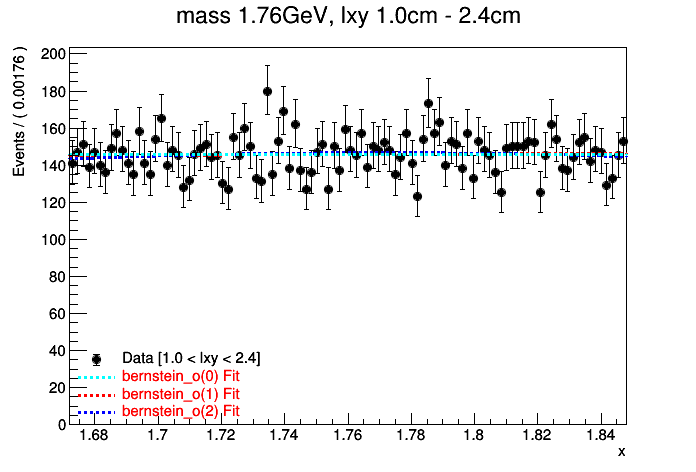 mass 1.76GeV, lxy 1.0cm - 2.4cm
Events / ( 0.00176 )
200
180
160
140
120
100
80
60
40
20
0
Data [1.0 < lxy < 2.4]
bernstein_o(0) Fit
bernstein_o(1) Fit
bernstein_o(2) Fit
1.68 1.7 1.72 1.74 1.76 1.78 1.8 1.82 1.84
x